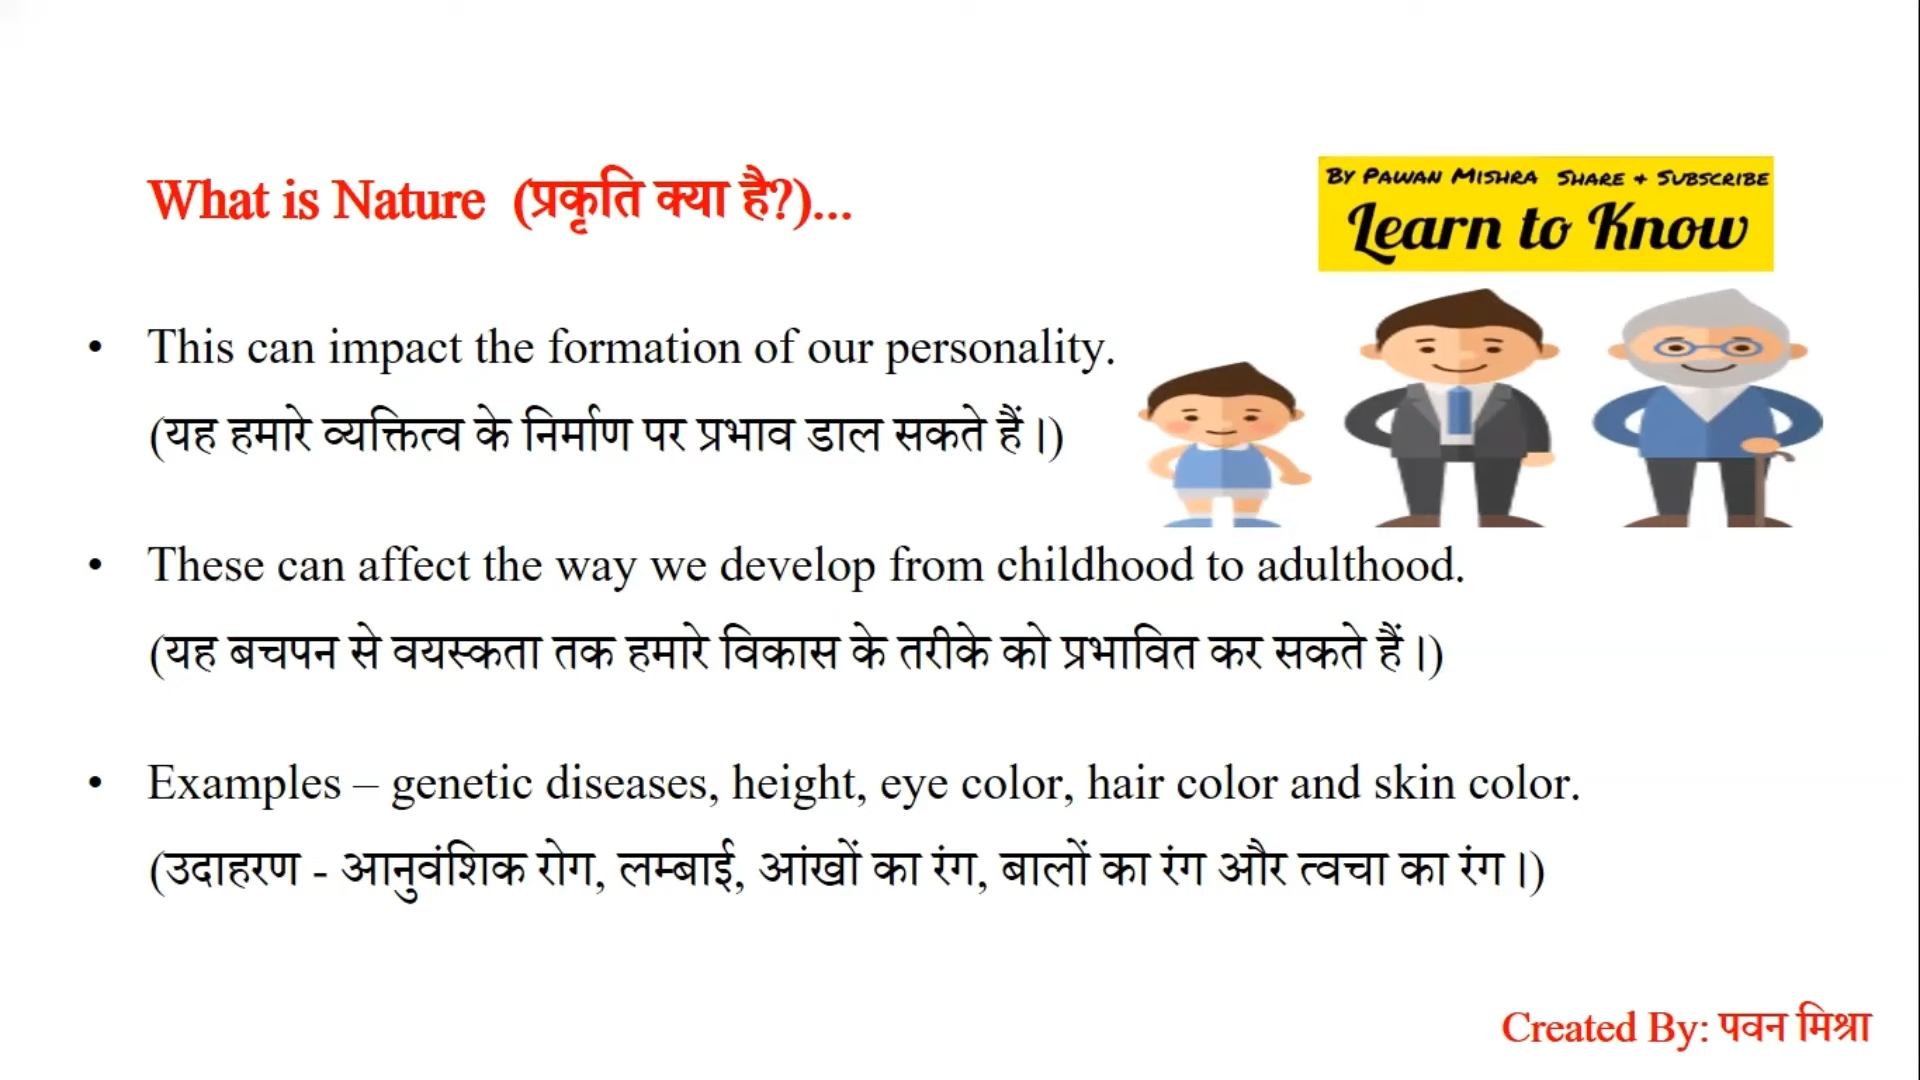 What is Nature (प्रकृति क्या है?)...
By Pawan Mishra Share + Subscribe
Learn to Know
• This can impact the formation of our personality.
(यह हमारे व्यक्तित्व के निर्माण पर प्रभाव डाल सकते हैं।)
• These can affect the way we develop from childhood to adulthood.
(यह बचपन से वयस्कता तक हमारे विकास के तरीके को प्रभावित कर सकते हैं।)
• Examples – genetic diseases, height, eye color, hair color and skin color.
(उदाहरण - आनुवंशिक रोग, लम्बाई, आंखों का रंग, बालों का रंग और त्वचा का रंग।)
Created By: पवन मिश्रा